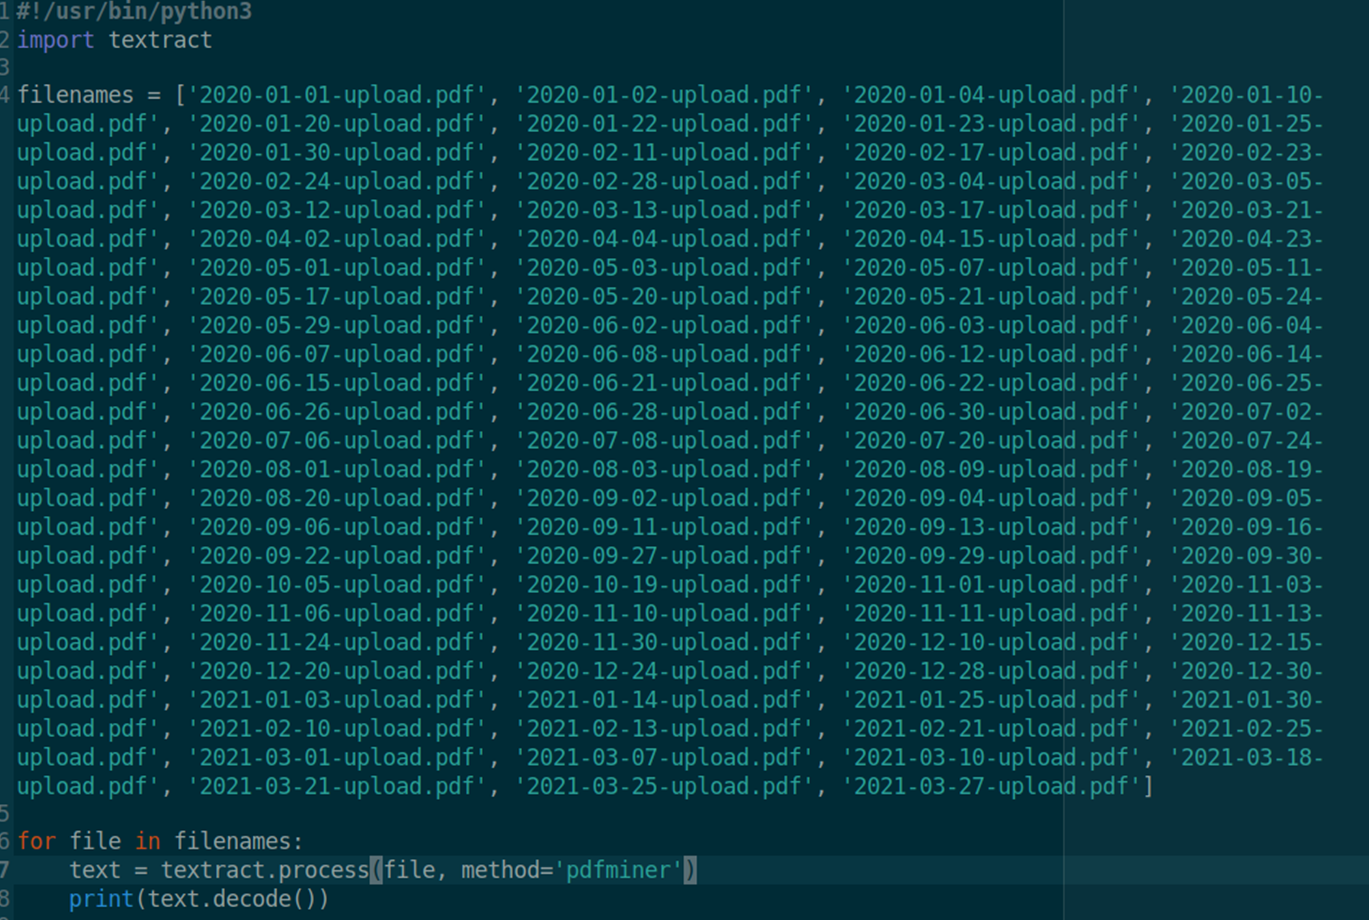 1 #!/usr/bin/python3
2 import textract
3
4 filenames = ['2020-01-01-upload.pdf', '2020-01-02-upload.pdf', '2020-01-04-upload.pdf', '2020-01-10-
upload.pdf', '2020-01-20-upload.pdf', '2020-01-22-upload.pdf', '2020-01-23-upload.pdf', '2020-01-25-
upload.pdf', '2020-01-30-upload.pdf', '2020-02-11-upload.pdf', '2020-02-17-upload.pdf', '2020-02-23-
upload.pdf', '2020-02-24-upload.pdf', '2020-02-28-upload.pdf', '2020-03-04-upload.pdf', '2020-03-05-
upload.pdf', '2020-03-12-upload.pdf', '2020-03-13-upload.pdf', '2020-03-17-upload.pdf', '2020-03-21-
upload.pdf', '2020-04-02-upload.pdf', '2020-04-04-upload.pdf', '2020-04-15-upload.pdf', '2020-04-23-
upload.pdf', '2020-05-01-upload.pdf', '2020-05-03-upload.pdf', '2020-05-07-upload.pdf', '2020-05-11-
upload.pdf', '2020-05-17-upload.pdf', '2020-05-20-upload.pdf', '2020-05-21-upload.pdf', '2020-05-24-
upload.pdf', '2020-05-29-upload.pdf', '2020-06-02-upload.pdf', '2020-06-03-upload.pdf', '2020-06-04-
upload.pdf', '2020-06-07-upload.pdf', '2020-06-08-upload.pdf', '2020-06-12-upload.pdf', '2020-06-14-
upload.pdf', '2020-06-15-upload.pdf', '2020-06-21-upload.pdf', '2020-06-22-upload.pdf', '2020-06-25-
upload.pdf', '2020-06-26-upload.pdf', '2020-06-28-upload.pdf', '2020-06-30-upload.pdf', '2020-07-02-
upload.pdf', '2020-07-06-upload.pdf', '2020-07-08-upload.pdf', '2020-07-20-upload.pdf', '2020-07-24-
upload.pdf', '2020-08-01-upload.pdf', '2020-08-03-upload.pdf', '2020-08-09-upload.pdf', '2020-08-19-
upload.pdf', '2020-08-20-upload.pdf', '2020-09-02-upload.pdf', '2020-09-04-upload.pdf', '2020-09-05-
upload.pdf', '2020-09-06-upload.pdf', '2020-09-11-upload.pdf', '2020-09-13-upload.pdf', '2020-09-16-
upload.pdf', '2020-09-22-upload.pdf', '2020-09-27-upload.pdf', '2020-09-29-upload.pdf', '2020-09-30-
upload.pdf', '2020-10-05-upload.pdf', '2020-10-19-upload.pdf', '2020-11-01-upload.pdf', '2020-11-03-
upload.pdf', '2020-11-06-upload.pdf', '2020-11-10-upload.pdf', '2020-11-11-upload.pdf', '2020-11-13-
upload.pdf', '2020-11-24-upload.pdf', '2020-11-30-upload.pdf', '2020-12-10-upload.pdf', '2020-12-15-
upload.pdf', '2020-12-20-upload.pdf', '2020-12-24-upload.pdf', '2020-12-28-upload.pdf', '2020-12-30-
upload.pdf', '2021-01-03-upload.pdf', '2021-01-14-upload.pdf', '2021-01-25-upload.pdf', '2021-01-30-
upload.pdf', '2021-02-10-upload.pdf', '2021-02-13-upload.pdf', '2021-02-21-upload.pdf', '2021-02-25-
upload.pdf', '2021-03-01-upload.pdf', '2021-03-07-upload.pdf', '2021-03-10-upload.pdf', '2021-03-18-
upload.pdf', '2021-03-21-upload.pdf', '2021-03-25-upload.pdf', '2021-03-27-upload.pdf']
5
6 for file in filenames:
7     text = textract.process(file, method='pdfminer')
8     print(text.decode())